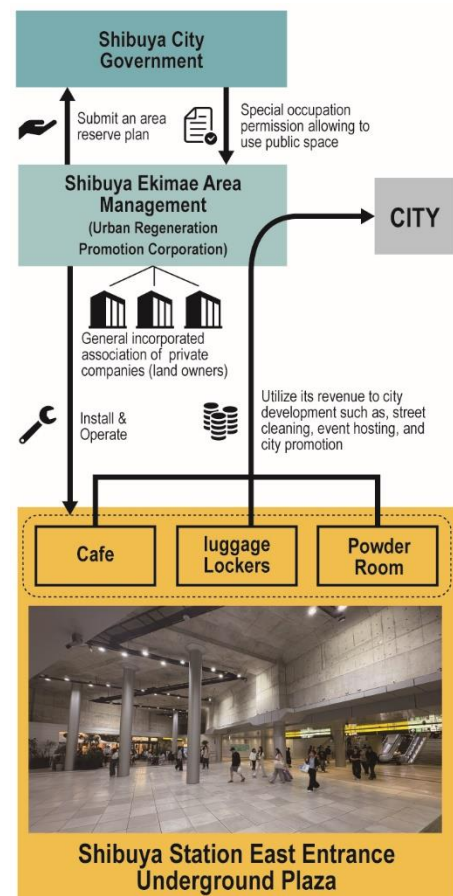 Shibuya City
Government
Submit an area
reserve plan
Special occupation
permission allowing to
use public space
Shibuya Ekimae Area
Management
(Urban Regeneration
Promotion Corporation)
CITY
General incorporated
association of private
companies (land owners)
Install &
Operate
Utilize its revenue to city
development such as, street
cleaning, event hosting, and
city promotion
Cafe
luggage
Lockers
Powder
Room
Shibuya Station East Entrance
Underground Plaza